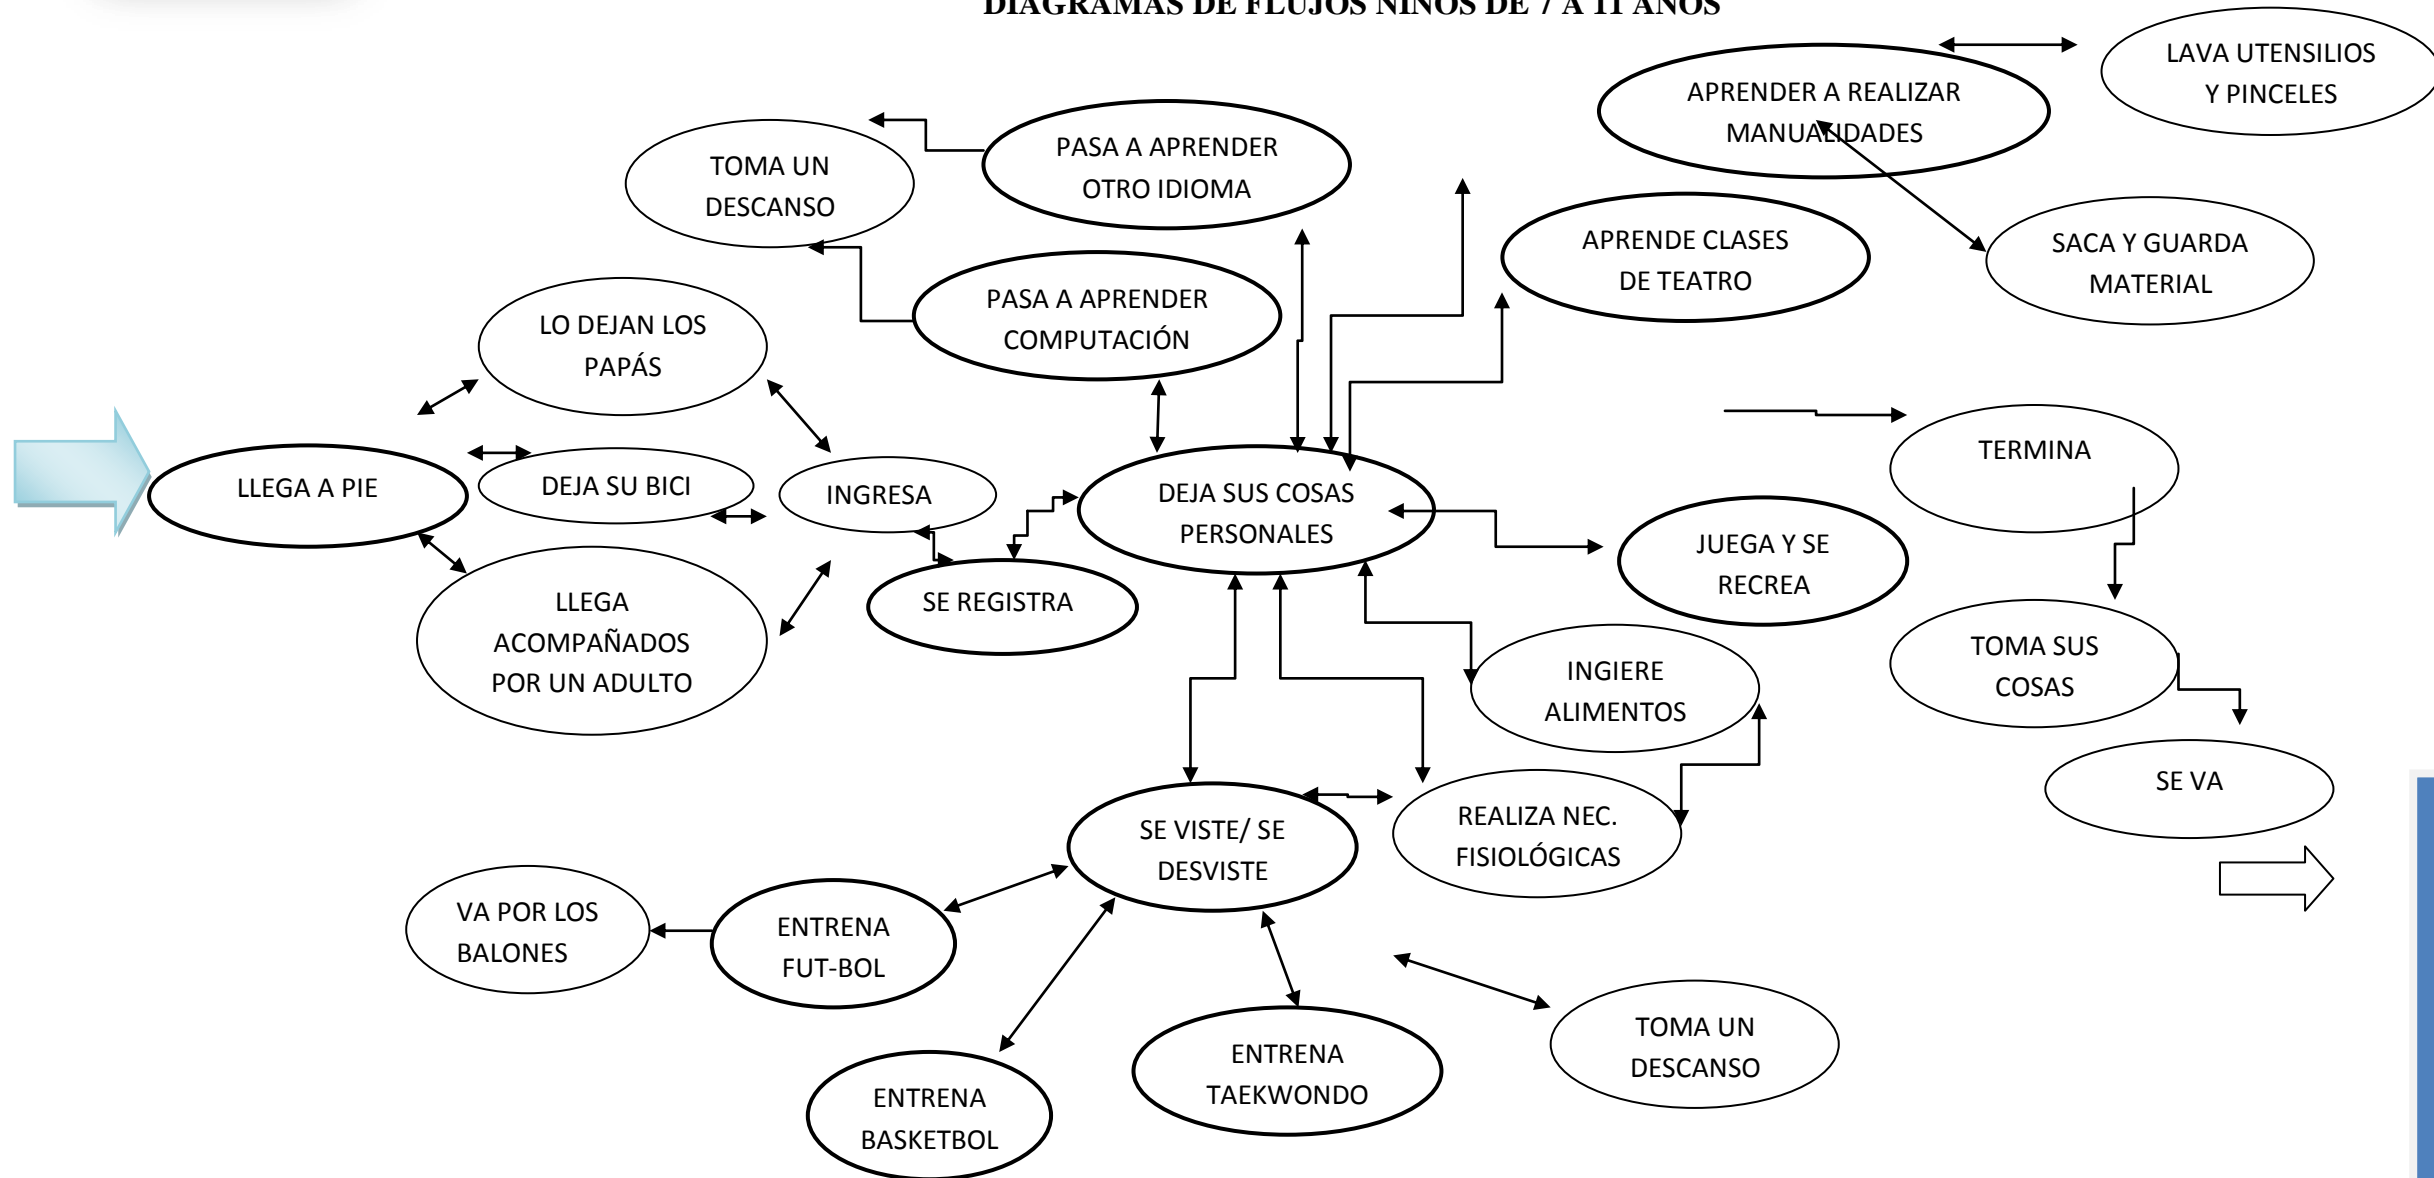 DIAGRAMAS DE FLUJOS NIÑOS DE 7 A 11 AÑOS
LAVA UTENSILIOS
Y PINCELES
APRENDER A REALIZAR
MANUALIDADES
PASA A APRENDER
OTRO IDIOMA
TOMA UN
DESCANSO
APRENDE CLASES
DE TEATRO
SACA Y GUARDA
MATERIAL
PASA A APRENDER
COMPUTACIÓN
LO DEJAN LOS
PAPÁS
TERMINA
LLEGA A PIE
DEJA SU BICI
INGRESA
DEJA SUS COSAS
PERSONALES
JUEGA Y SE
RECREA
SE REGISTRA
LLEGA
ACOMPAÑADOS
POR UN ADULTO
TOMA SUS
COSAS
INGIERE
ALIMENTOS
SE VA
SE VISTE/ SE
DESVISTE
REALIZA NEC.
FISIOLÓGICAS
VA POR LOS
BALONES
ENTRENA
FUT-BOL
TOMA UN
DESCANSO
ENTRENA
TAEKWONDO
ENTRENA
BASKETBOL